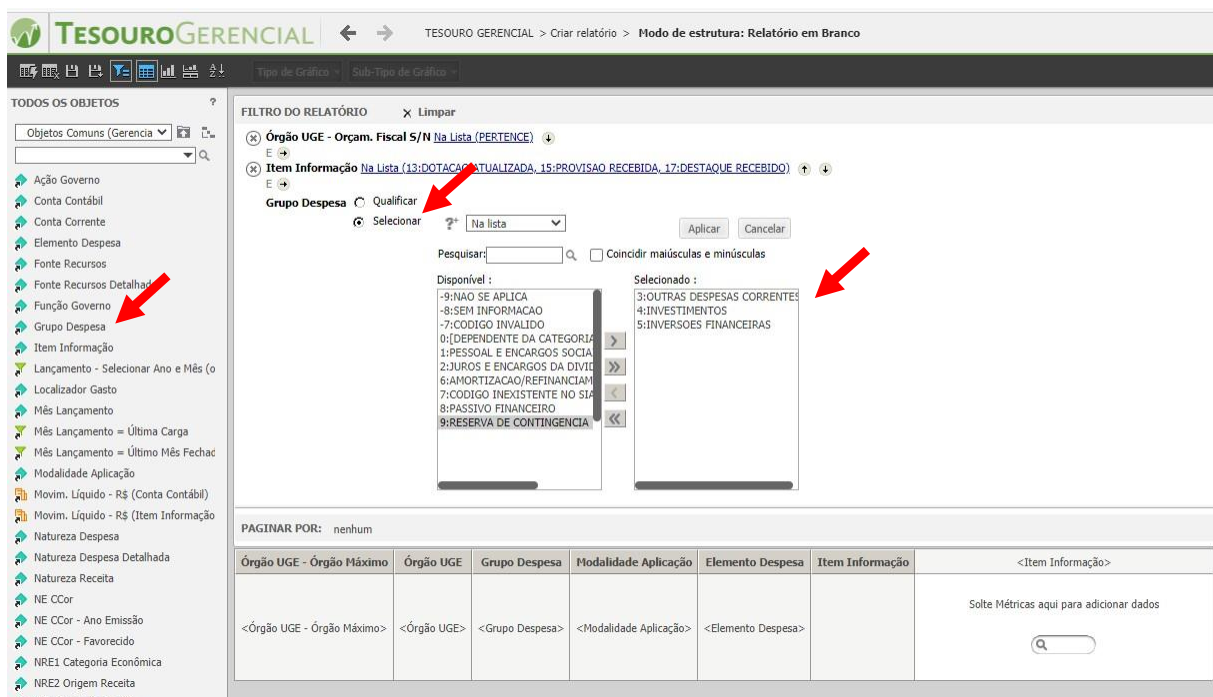 TESOUROGERENCIAL
TESOURO GERENCIAL > Criar relatório > Modo de estrutura: Relatório em Branco
Tipo de Gráfico
Sub-Tipo de Gráfico
TODOS OS OBJETOS ?
Objetos Comuns (Gerencia
Ação Governo
Conta Contábil
Conta Corrente
Elemento Despesa
Fonte Recursos
Fonte Recursos Detalhad
Função Governo
Grupo Despesa
Item Informação
Lançamento - Selecionar Ano e Mês (o
Localizador Gasto
Mês Lançamento
Mês Lançamento = Última Carga
Mês Lançamento = Último Mês Fechad
Modalidade Aplicação
Movim. Líquido - R$ (Conta Contábil)
Movim. Líquido - R$ (Item Informação
Natureza Despesa
Natureza Despesa Detalhada
Natureza Receita
NE CCor
NE CCor - Ano Emissão
NE CCor - Favorecido
NRE1 Categoria Econômica
NRE2 Origem Receita
FILTRO DO RELATÓRIO Limpar
Órgão UGE - Orçam. Fiscal S/N Na Lista (PERTENCE)
E
Item Informação Na Lista (13:DOTACAO ATUALIZADA, 15:PROVISAO RECEBIDA, 17:DESTAQUE RECEBIDO)
E
Grupo Despesa Qualificar
Selecionar ?+ Na lista Aplicar Cancelar
Pesquisar: Coincidir maiúsculas e minúsculas
Disponível :
-9:NAO SE APLICA
-8:SEM INFORMACAO
-7:CODIGO INVALIDO
0:[DEPENDENTE DA CATEGORIA
1:PESSOAL E ENCARGOS SOCIA
2:JUROS E ENCARGOS DA DIVID
6:AMORTIZACAO/REFINANCIAM
7:CODIGO INEXISTENTE NO SIA
8:PASSIVO FINANCEIRO
9:RESERVA DE CONTINGENCIA
Selecionado :
3:OUTRAS DESPESAS CORRENTES
4:INVESTIMENTOS
5:INVERSOES FINANCEIRAS
PAGINAR POR: nenhum
Órgão UGE - Órgão Máximo Órgão UGE Grupo Despesa Modalidade Aplicação Elemento Despesa Item Informação <Item Informação>
<Órgão UGE - Órgão Máximo> <Órgão UGE> <Grupo Despesa> <Modalidade Aplicação> <Elemento Despesa>
Solte Métricas aqui para adicionar dados